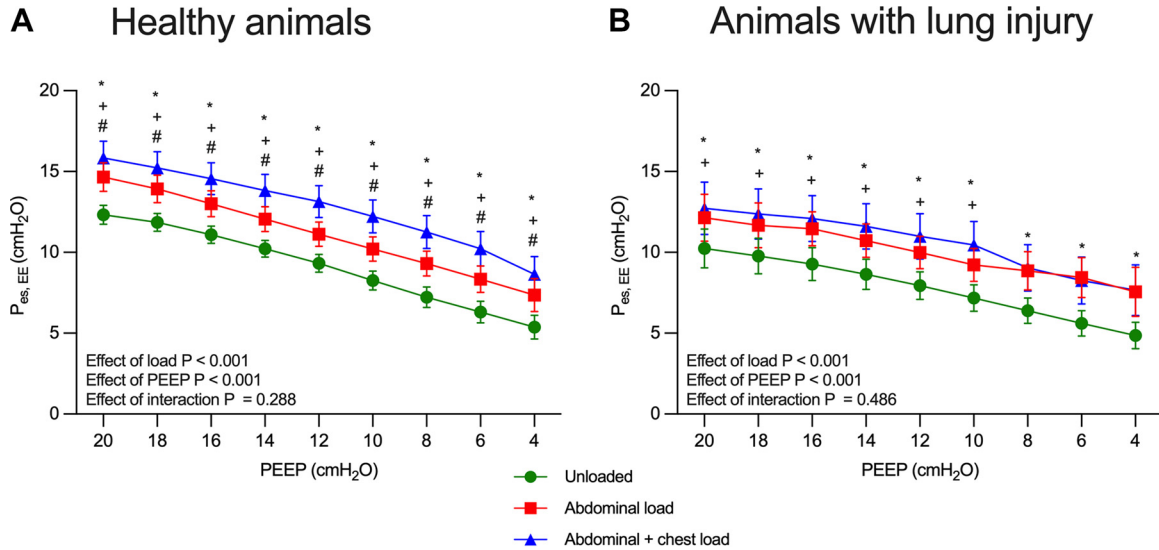 A Healthy animals
20
15
10
5
0
P es, EE (cmH2O)
* * * * * * * * *
+ + + + + + + + +
# # # # # # # # #
Effect of load P < 0.001
Effect of PEEP P < 0.001
Effect of interaction P = 0.288
20 18 16 14 12 10 8 6 4
PEEP (cmH2O)
B Animals with lung injury
20
15
10
5
0
P es, EE (cmH2O)
* * * * * * * * *
+ + + + + +
Effect of load P < 0.001
Effect of PEEP P < 0.001
Effect of interaction P = 0.486
20 18 16 14 12 10 8 6 4
PEEP (cmH2O)
Unloaded
Abdominal load
Abdominal + chest load